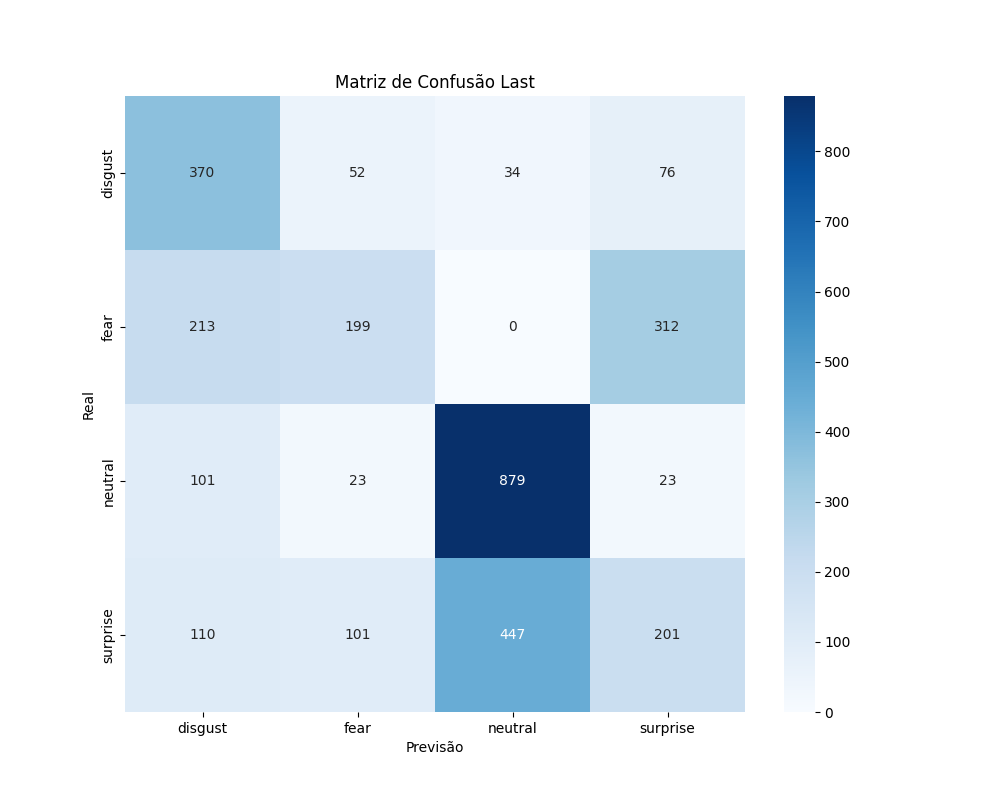 Matriz de Confusão Last
disgust 370 52 34 76
fear 213 199 0 312
neutral 101 23 879 23
surprise 110 101 447 201
Real
disgust fear neutral surprise
Previsão
800
700
600
500
400
300
200
100
0